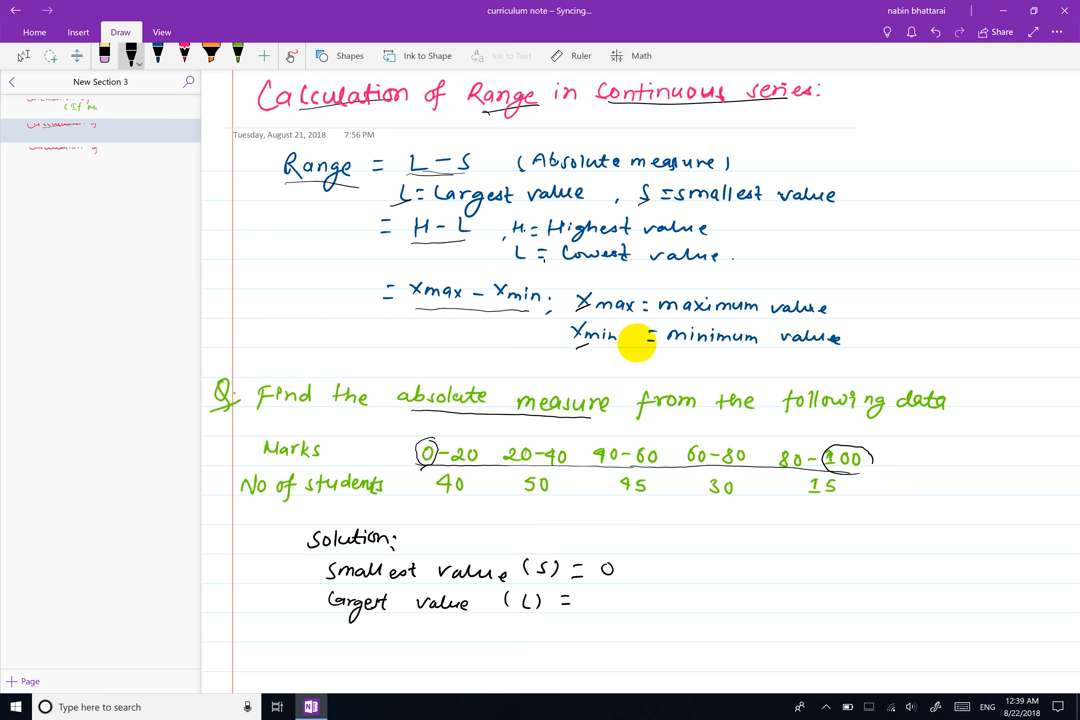 curriculum note – Syncing...
nabin bhattarai
Home Insert Draw View
Share
Shapes Ink to Shape Ink to Text Ruler Math
New Section 3
Calculation of Range in Continuous series:
Tuesday, August 21, 2018 7:56 PM
Range = L - S (Absolute measure)
L = Largest value , S = smallest value
= H - L , H = Highest value
L = Lowest value .
= Xmax - Xmin ; Xmax = maximum value
Xmin = minimum value
Q. Find the absolute measure from the following data
Marks 0-20 20-40 40-60 60-80 80-100
No of students 40 50 45 30 15
Solution:
Smallest value (S) = 0
Largest value (L) =
+ Page
Type here to search
ENG
12:39 AM
8/22/2018